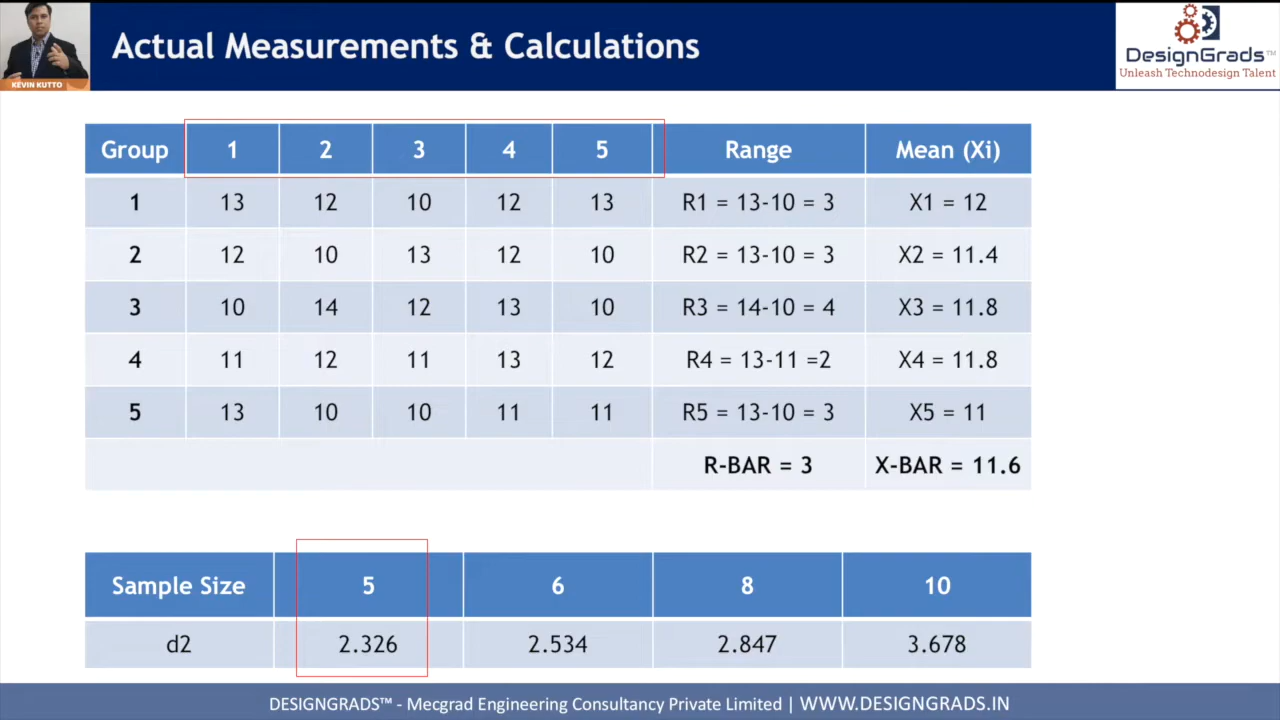 KEVIN KUTTO
Actual Measurements & Calculations
DesignGrads™
Unleash Technodesign Talent
Group 1 2 3 4 5 Range Mean (Xi)
1 13 12 10 12 13 R1 = 13-10 = 3 X1 = 12
2 12 10 13 12 10 R2 = 13-10 = 3 X2 = 11.4
3 10 14 12 13 10 R3 = 14-10 = 4 X3 = 11.8
4 11 12 11 13 12 R4 = 13-11 =2 X4 = 11.8
5 13 10 10 11 11 R5 = 13-10 = 3 X5 = 11
R-BAR = 3 X-BAR = 11.6
Sample Size 5 6 8 10
d2 2.326 2.534 2.847 3.678
DESIGNGRADS™ - Mecgrad Engineering Consultancy Private Limited | WWW.DESIGNGRADS.IN